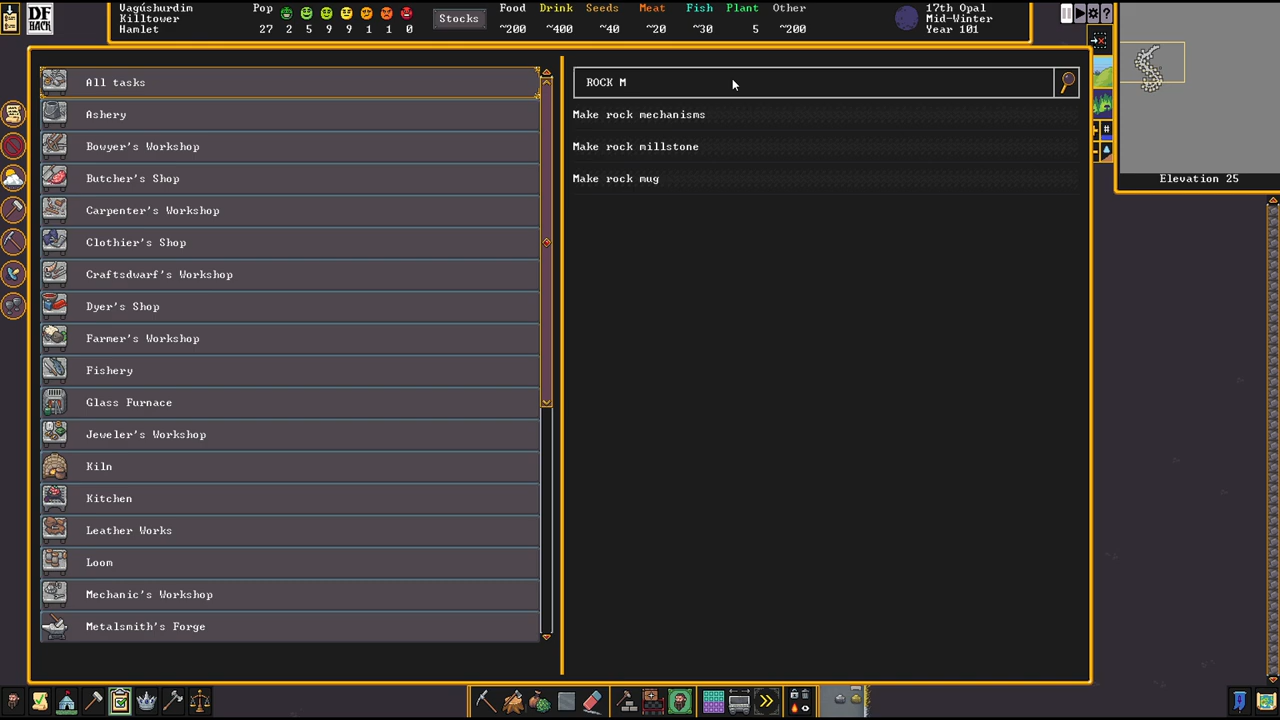 DF
HACK
Vagúshurdim
Killtower
Hamlet
Pop
27 2 5 9 9 1 1 0
Stocks
Food Drink Seeds Meat Fish Plant Other
~200 ~400 ~40 ~20 ~30 5 ~200
17th Opal
Mid-Winter
Year 101
?
Elevation 25
All tasks
Ashery
Bowyer's Workshop
Butcher's Shop
Carpenter's Workshop
Clothier's Shop
Craftsdwarf's Workshop
Dyer's Shop
Farmer's Workshop
Fishery
Glass Furnace
Jeweler's Workshop
Kiln
Kitchen
Leather Works
Loom
Mechanic's Workshop
Metalsmith's Forge
ROCK M
Make rock mechanisms
Make rock millstone
Make rock mug